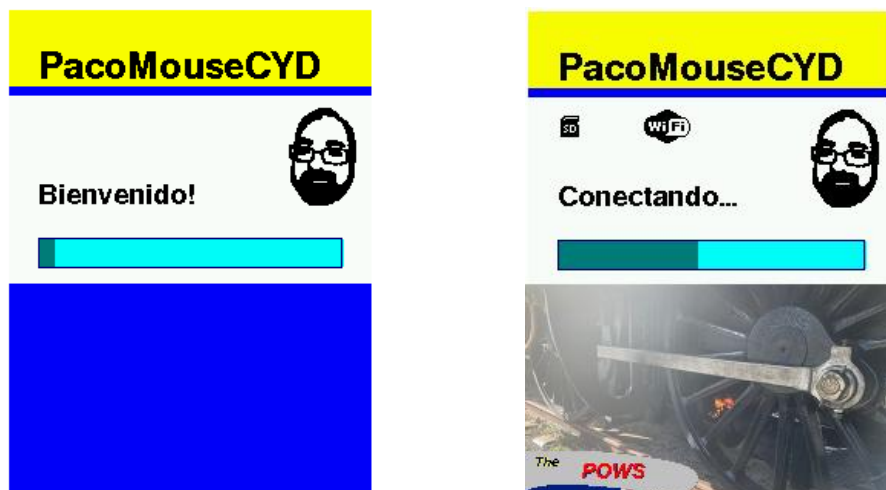 PacoMouseCYD
Bienvenido!
PacoMouseCYD
SD
WiFi
Conectando...
The
POWS